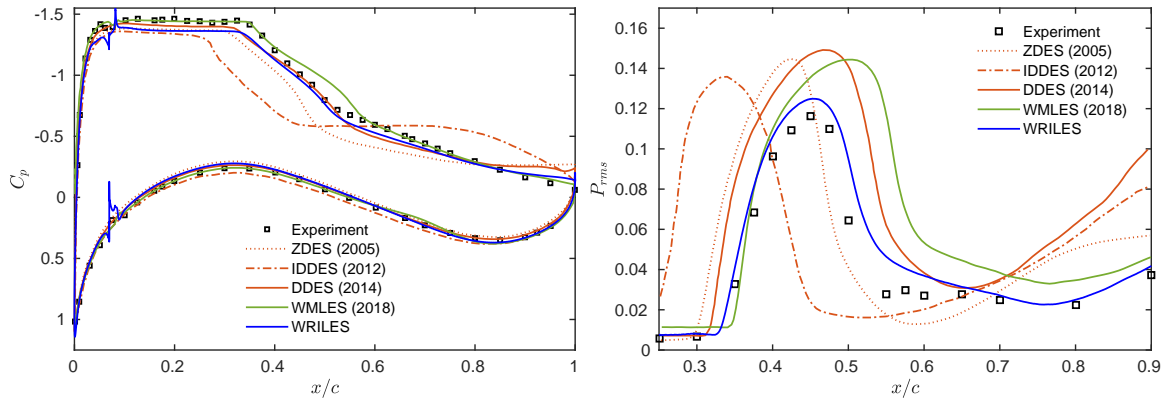 -1.5
-1
-0.5
0
0.5
1
C_p
0
0.2
0.4
0.6
0.8
1
x/c
Experiment
ZDES (2005)
IDDES (2012)
DDES (2014)
WMLES (2018)
WRILES
0.16
0.14
0.12
0.1
0.08
0.06
0.04
0.02
0
P_{rms}
0.3
0.4
0.5
0.6
0.7
0.8
0.9
x/c
Experiment
ZDES (2005)
IDDES (2012)
DDES (2014)
WMLES (2018)
WRILES